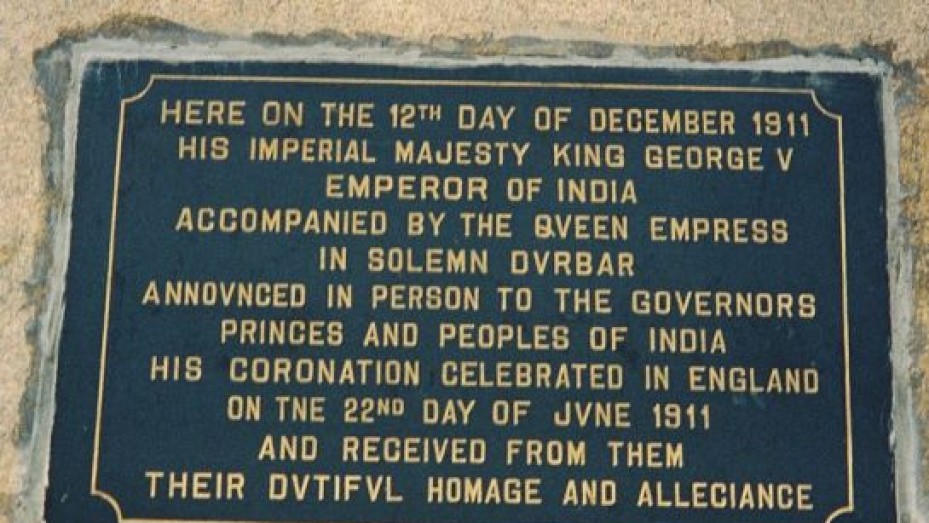 HERE ON THE 12TH DAY OF DECEMBER 1911
HIS IMPERIAL MAJESTY KING GEORGE V
EMPEROR OF INDIA
ACCOMPANIED BY THE QVEEN EMPRESS
IN SOLEMN DVRBAR
ANNOVNCED IN PERSON TO THE GOVERNORS
PRINCES AND PEOPLES OF INDIA
HIS CORONATION CELEBRATED IN ENGLAND
ON TNE 22ND DAY OF JVNE 1911
AND RECEIVED FROM THEM
THEIR DVTIFVL HOMAGE AND ALLECIANCE